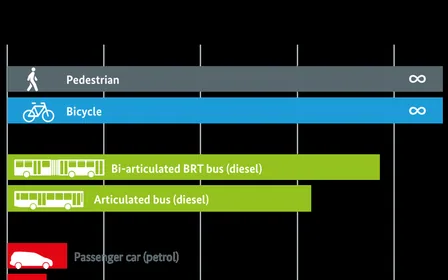 Pedestrian ∞
Bicycle ∞
Bi-articulated BRT bus (diesel)
Articulated bus (diesel)
Passenger car (petrol)